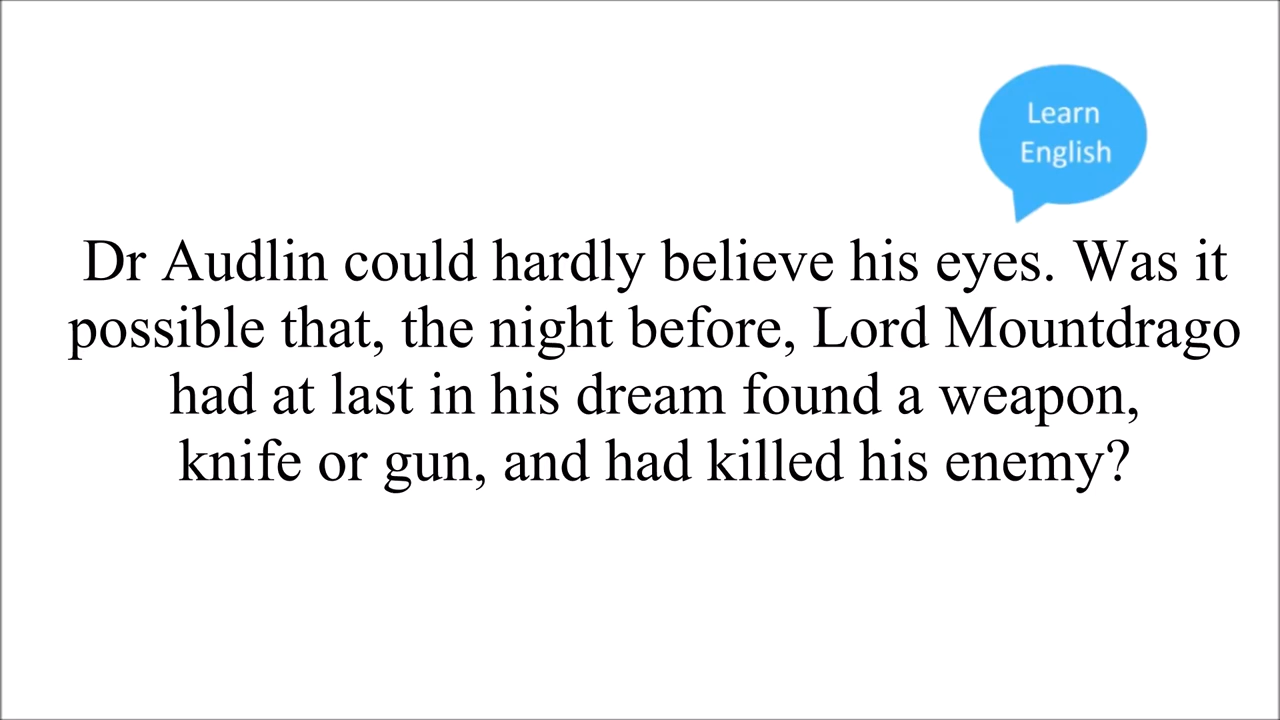 Learn
English
Dr Audlin could hardly believe his eyes. Was it
possible that, the night before, Lord Mountdrago
had at last in his dream found a weapon,
knife or gun, and had killed his enemy?